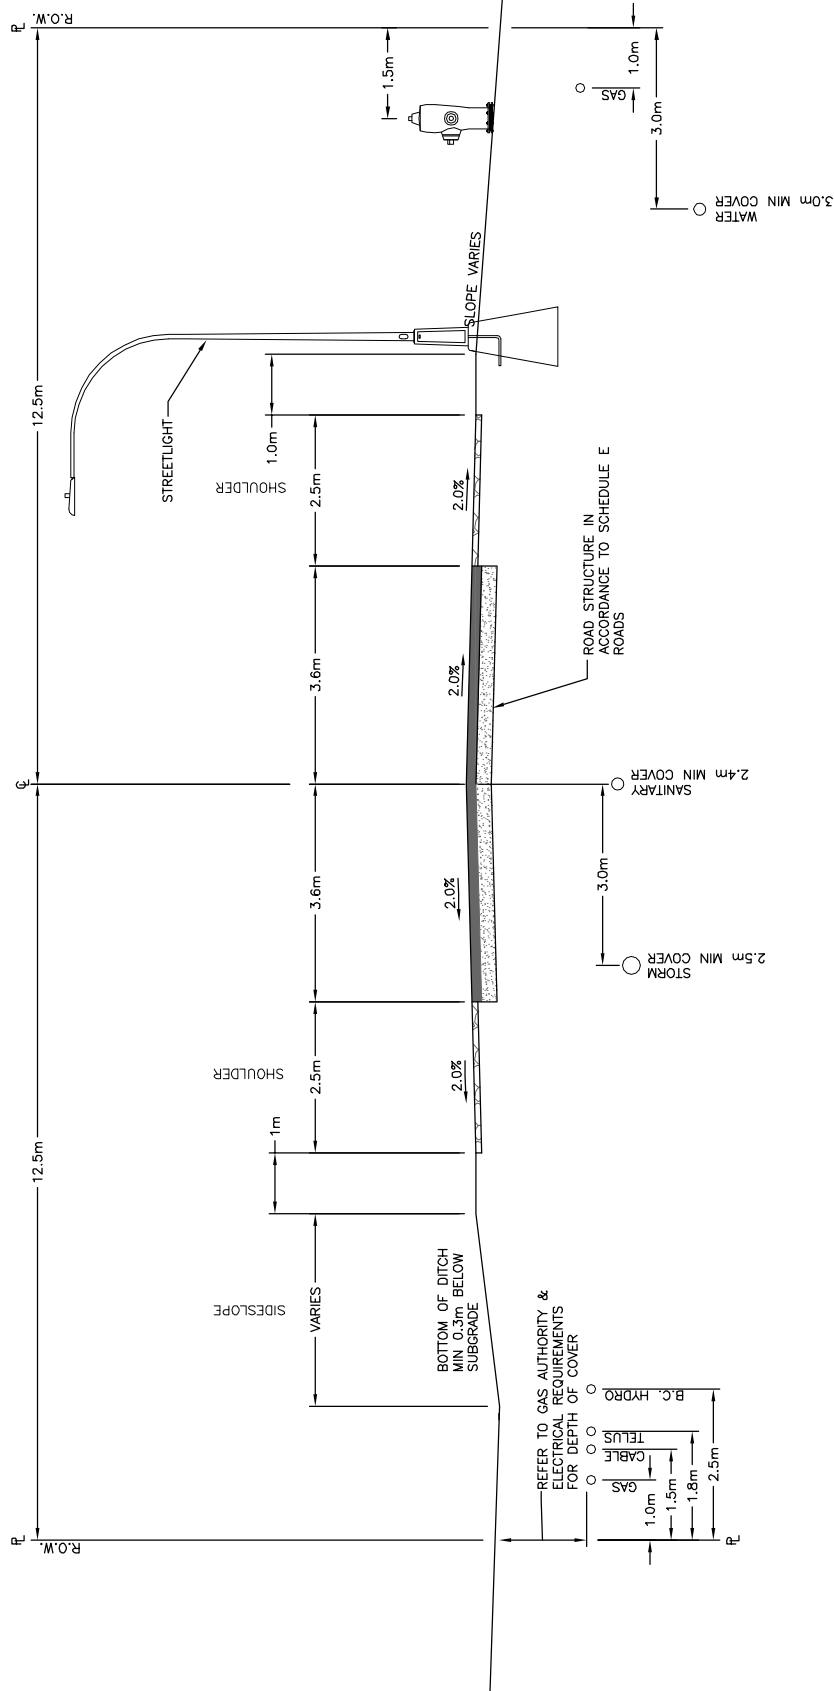 ℄
℄
℄
R.O.W.
12.5m
12.5m
R.O.W.
STREETLIGHT
SIDESLOPE
VARIES
1m
SHOULDER
2.5m
3.6m
3.6m
SHOULDER
2.5m
1.0m
1.5m
BOTTOM OF DITCH
MIN 0.3m BELOW
SUBGRADE
2.0%
2.0%
2.0%
2.0%
SLOPE VARIES
REFER TO GAS AUTHORITY &
ELECTRICAL REQUIREMENTS
FOR DEPTH OF COVER
GAS
CABLE
TELUS
B.C. HYDRO
1.0m
1.5m
1.8m
2.5m
STORM
2.5m MIN COVER
3.0m
SANITARY
2.4m MIN COVER
ROAD STRUCTURE IN
ACCORDANCE TO SCHEDULE E
ROADS
WATER
3.0m MIN COVER
3.0m
GAS
1.0m